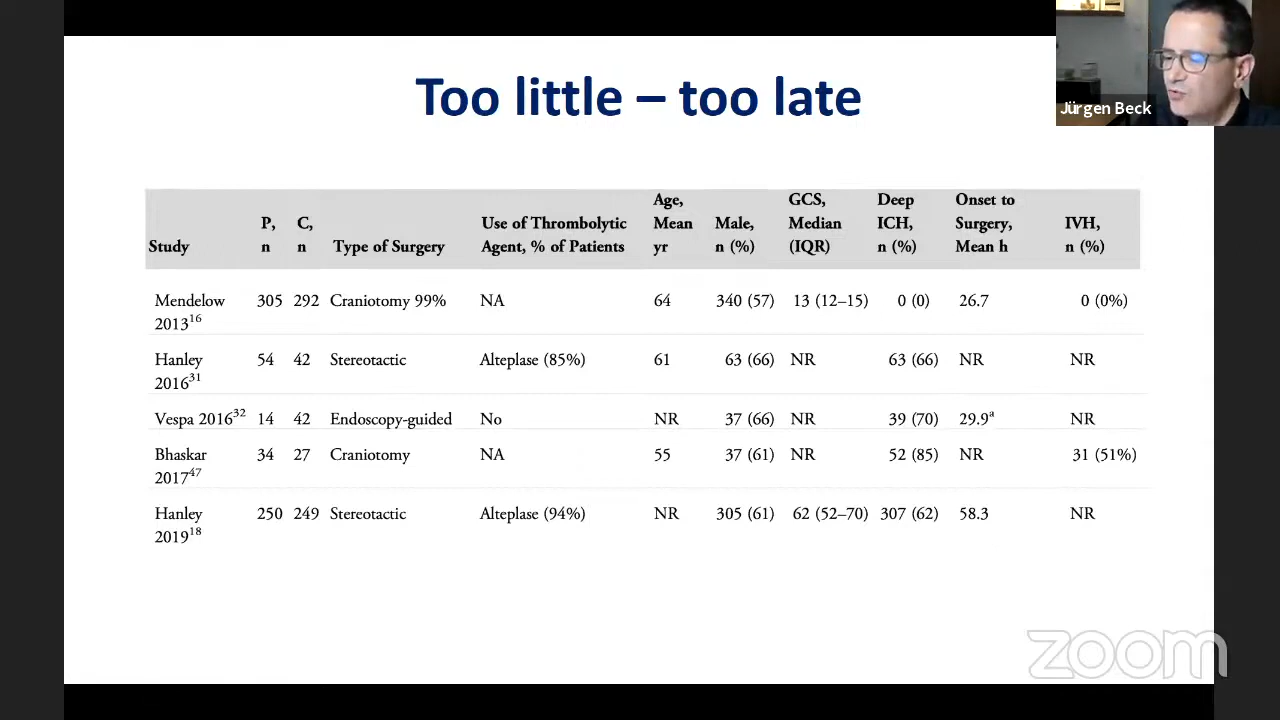 Too little – too late
Jürgen Beck
Study P, n C, n Type of Surgery Use of Thrombolytic Agent, % of Patients Age, Mean yr Male, n (%) GCS, Median (IQR) Deep ICH, n (%) Onset to Surgery, Mean h IVH, n (%)
Mendelow 201316 305 292 Craniotomy 99% NA 64 340 (57) 13 (12–15) 0 (0) 26.7 0 (0%)
Hanley 201631 54 42 Stereotactic Alteplase (85%) 61 63 (66) NR 63 (66) NR NR
Vespa 201632 14 42 Endoscopy-guided No NR 37 (66) NR 39 (70) 29.9a NR
Bhaskar 201747 34 27 Craniotomy NA 55 37 (61) NR 52 (85) NR 31 (51%)
Hanley 201918 250 249 Stereotactic Alteplase (94%) NR 305 (61) 62 (52–70) 307 (62) 58.3 NR
zoom